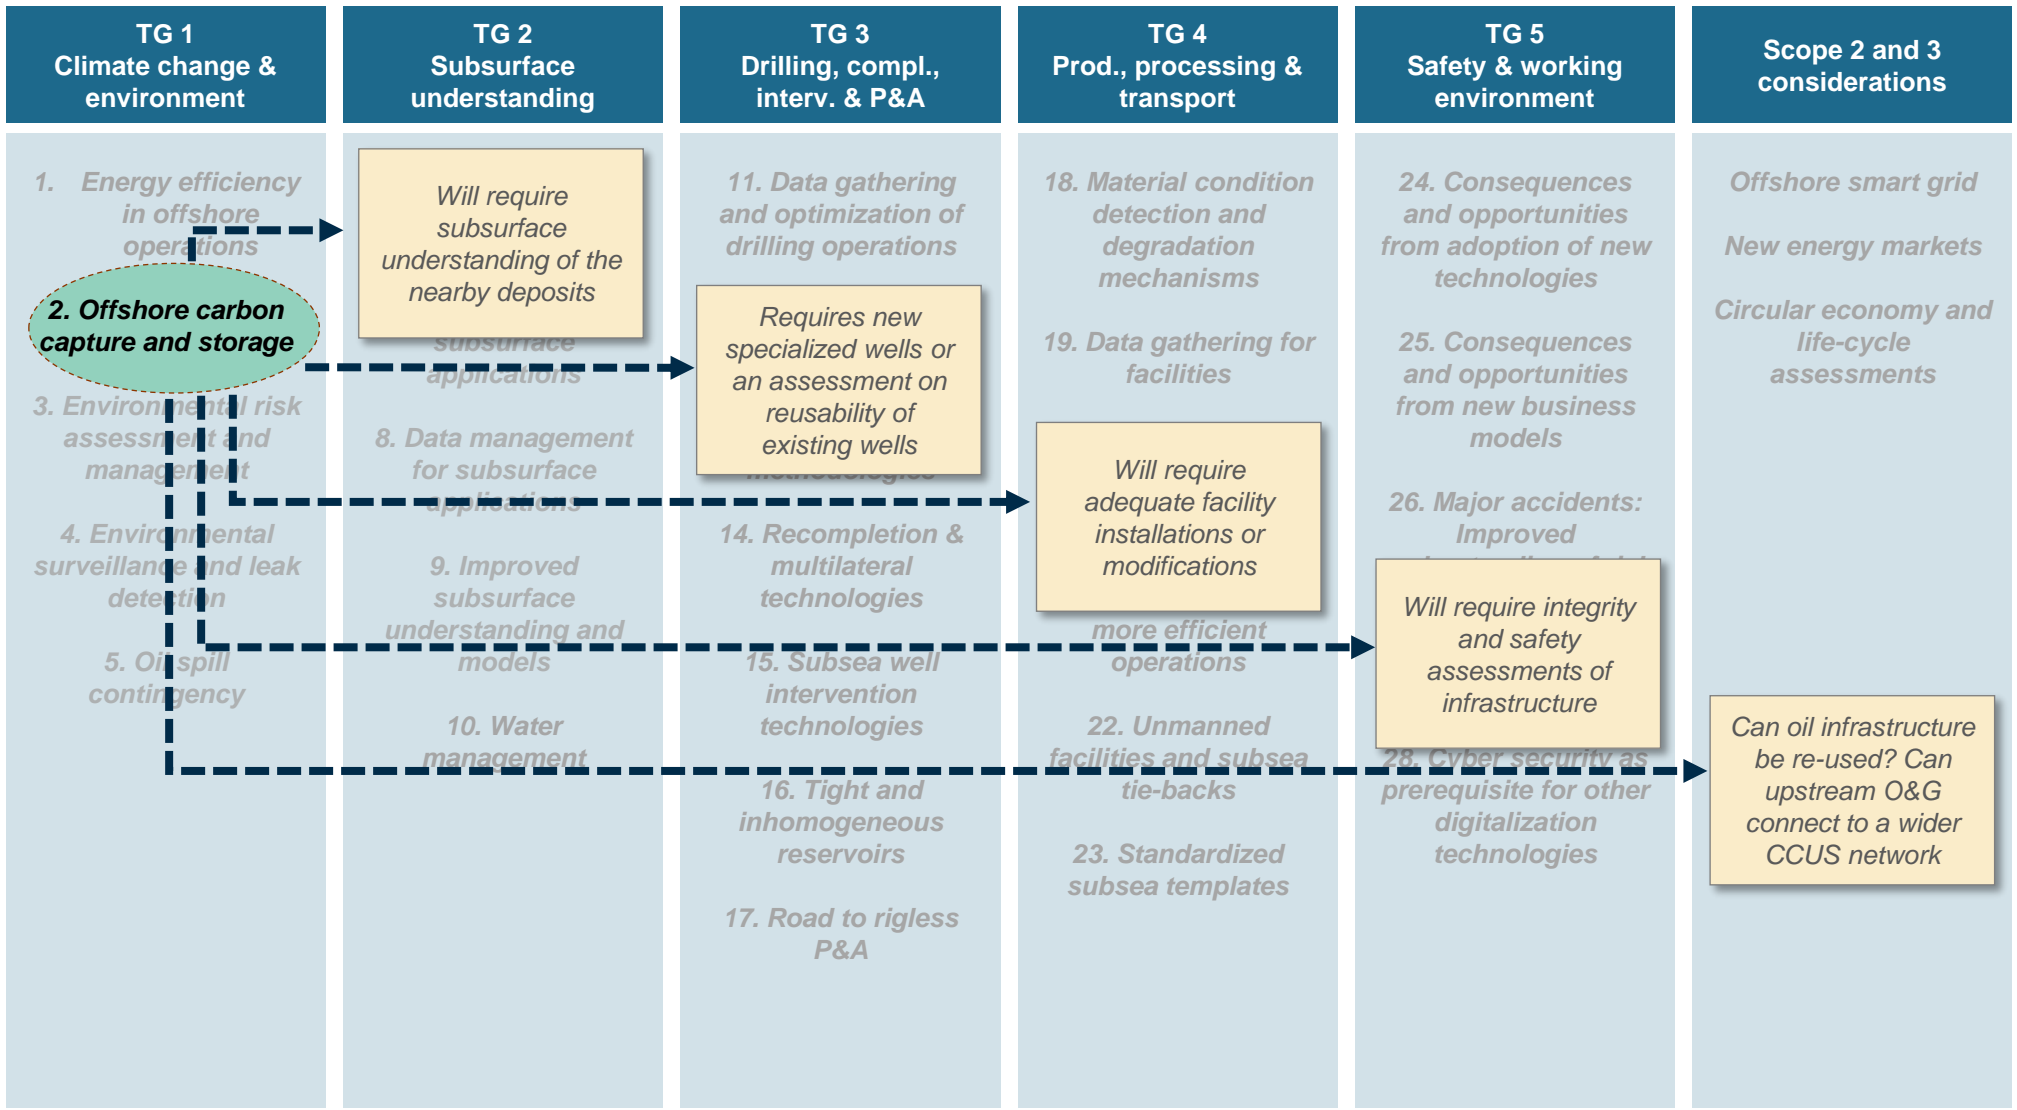 TG 1
Climate change &
environment
TG 2
Subsurface
understanding
TG 3
Drilling, compl.,
interv. & P&A
TG 4
Prod., processing &
transport
TG 5
Safety & working
environment
Scope 2 and 3
considerations
1. Energy efficiency
in offshore
operations
2. Offshore carbon
capture and storage
3. Environmental risk
assessment and
management
4. Environmental
surveillance and leak
detection
5. Oil spill
contingency
Will require
subsurface
understanding of the
nearby deposits
subsurface
applications
8. Data management
for subsurface
applications
9. Improved
subsurface
understanding and
models
10. Water
management
11. Data gathering
and optimization of
drilling operations
Requires new
specialized wells or
an assessment on
reusability of
existing wells
methodologies
14. Recompletion &
multilateral
technologies
15. Subsea well
intervention
technologies
16. Tight and
inhomogeneous
reservoirs
17. Road to rigless
P&A
18. Material condition
detection and
degradation
mechanisms
19. Data gathering for
facilities
Will require
adequate facility
installations or
modifications
more efficient
operations
22. Unmanned
facilities and subsea
tie-backs
23. Standardized
subsea templates
24. Consequences
and opportunities
from adoption of new
technologies
25. Consequences
and opportunities
from new business
models
26. Major accidents:
Improved
Will require integrity
and safety
assessments of
infrastructure
28. Cyber security as
prerequisite for other
digitalization
technologies
Offshore smart grid
New energy markets
Circular economy and
life-cycle
assessments
Can oil infrastructure
be re-used? Can
upstream O&G
connect to a wider
CCUS network